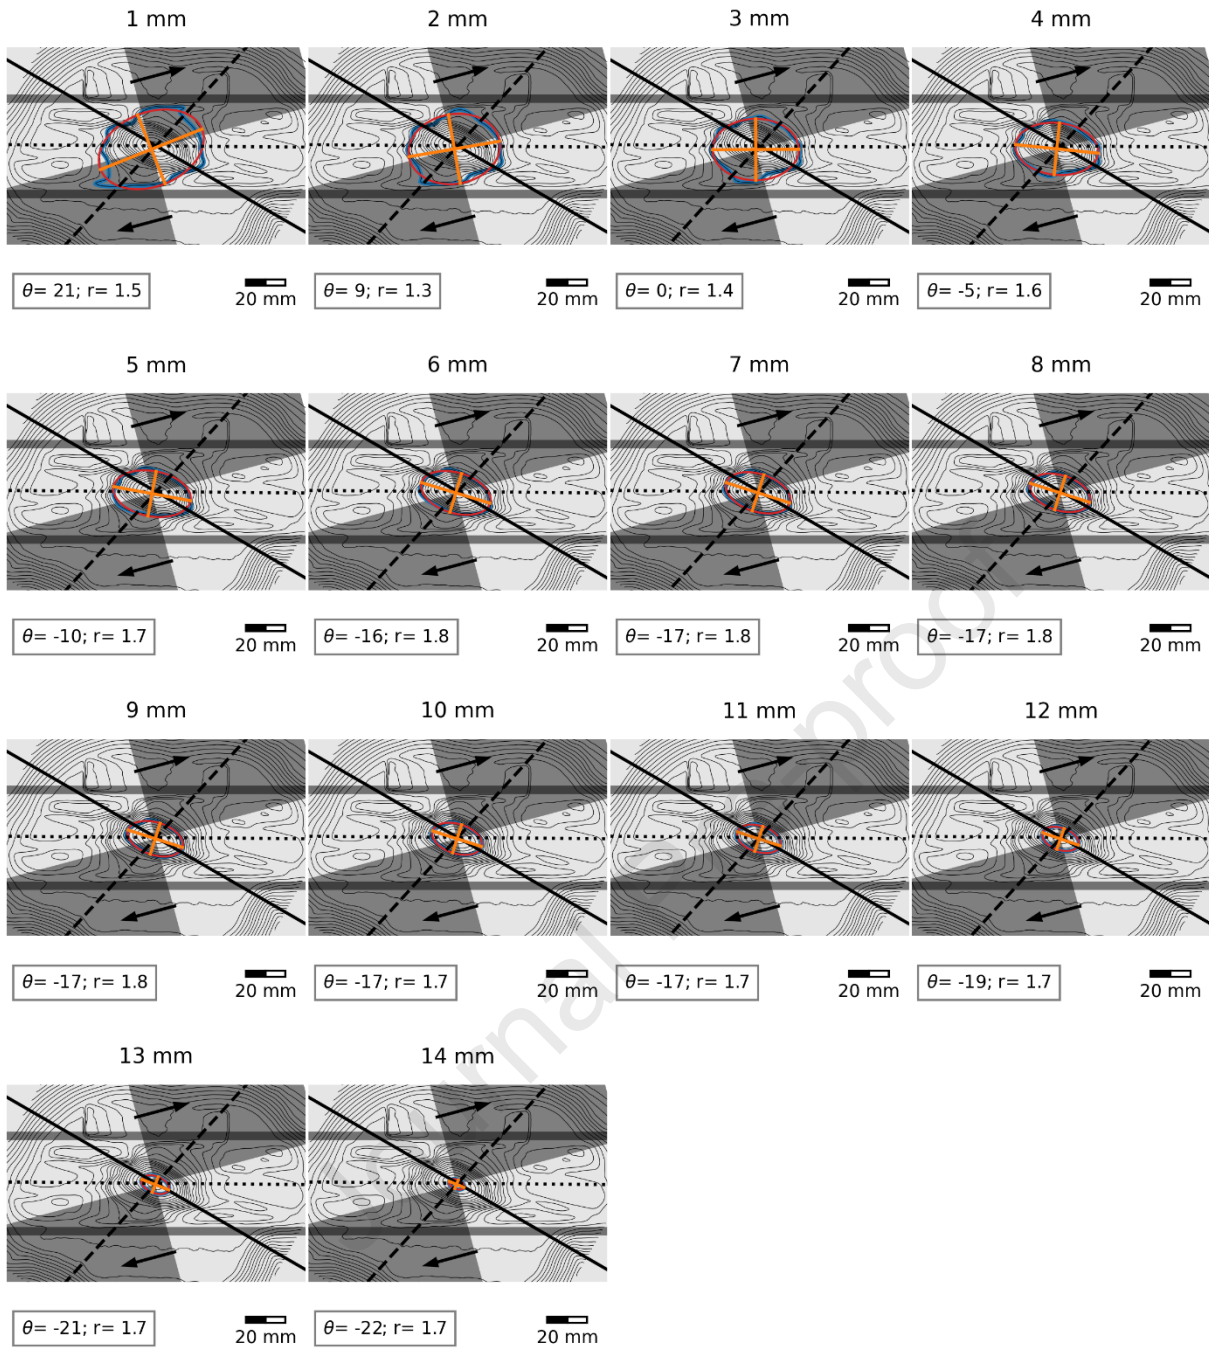 1 mm 2 mm 3 mm 4 mm
θ= 21; r= 1.5 20 mm θ= 9; r= 1.3 20 mm θ= 0; r= 1.4 20 mm θ= -5; r= 1.6 20 mm
5 mm 6 mm 7 mm 8 mm
θ= -10; r= 1.7 20 mm θ= -16; r= 1.8 20 mm θ= -17; r= 1.8 20 mm θ= -17; r= 1.8 20 mm
9 mm 10 mm 11 mm 12 mm
θ= -17; r= 1.8 20 mm θ= -17; r= 1.7 20 mm θ= -17; r= 1.7 20 mm θ= -19; r= 1.7 20 mm
13 mm 14 mm
θ= -21; r= 1.7 20 mm θ= -22; r= 1.7 20 mm
Journal Pre-proof